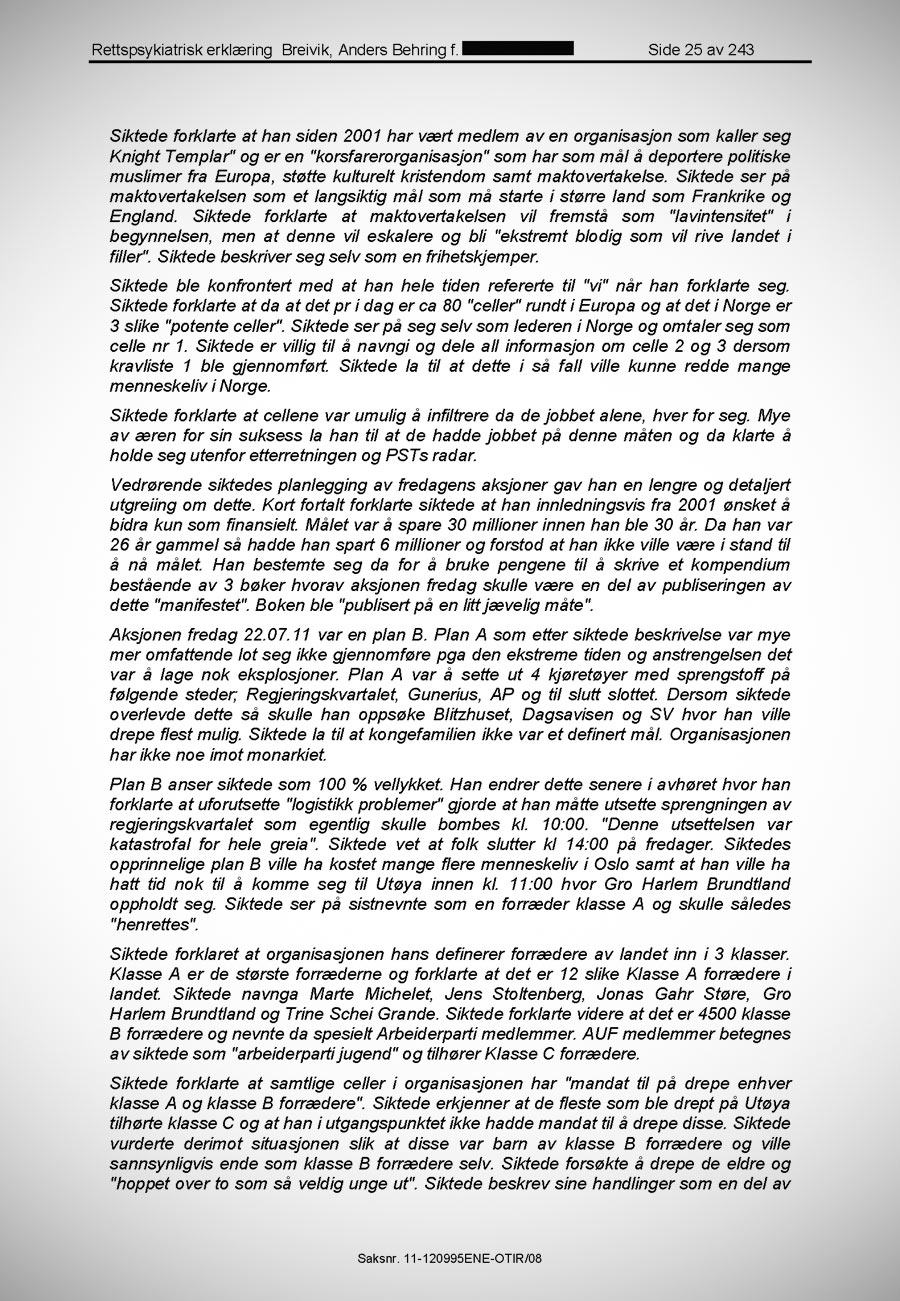 Rettspsykiatrisk erklæring Breivik, Anders Behring f. Side 25 av 243
Siktede forklarte at han siden 2001 har vært medlem av en organisasjon som kaller seg
Knight Templar" og er en "korsfarerorganisasjon" som har som mål å deportere politiske
muslimer fra Europa, støtte kulturelt kristendom samt maktovertakelse. Siktede ser på
maktovertakelsen som et langsiktig mål som må starte i større land som Frankrike og
England. Siktede forklarte at maktovertakelsen vil fremstå som "lavintensitet" i
begynnelsen, men at denne vil eskalere og bli "ekstremt blodig som vil rive landet i
filler". Siktede beskriver seg selv som en frihetskjemper.
Siktede ble konfrontert med at han hele tiden refererte til "vi" når han forklarte seg.
Siktede forklarte at da at det pr i dag er ca 80 "celler" rundt i Europa og at det i Norge er
3 slike "potente celler". Siktede ser på seg selv som lederen i Norge og omtaler seg som
celle nr 1. Siktede er villig til å navngi og dele all informasjon om celle 2 og 3 dersom
kravliste 1 ble gjennomført. Siktede la til at dette i så fall ville kunne redde mange
menneskeliv i Norge.
Siktede forklarte at cellene var umulig å infiltrere da de jobbet alene, hver for seg. Mye
av æren for sin suksess la han til at de hadde jobbet på denne måten og da klarte å
holde seg utenfor etterretningen og PSTs radar.
Vedrørende siktedes planlegging av fredagens aksjoner gav han en lengre og detaljert
utgreiing om dette. Kort fortalt forklarte siktede at han innledningsvis fra 2001 ønsket å
bidra kun som finansielt. Målet var å spare 30 millioner innen han ble 30 år. Da han var
26 år gammel så hadde han spart 6 millioner og forstod at han ikke ville være i stand til
å nå målet. Han bestemte seg da for å bruke pengene til å skrive et kompendium
bestående av 3 bøker hvorav aksjonen fredag skulle være en del av publiseringen av
dette "manifestet". Boken ble "publisert på en litt jævelig måte".
Aksjonen fredag 22.07.11 var en plan B. Plan A som etter siktede beskrivelse var mye
mer omfattende lot seg ikke gjennomføre pga den ekstreme tiden og anstrengelsen det
var å lage nok eksplosjoner. Plan A var å sette ut 4 kjøretøyer med sprengstoff på
følgende steder; Regjeringskvartalet, Gunerius, AP og til slutt slottet. Dersom siktede
overlevde dette så skulle han oppsøke Blitzhuset, Dagsavisen og SV hvor han ville
drepe flest mulig. Siktede la til at kongefamilien ikke var et definert mål. Organisasjonen
har ikke noe imot monarkiet.
Plan B anser siktede som 100 % vellykket. Han endrer dette senere i avhøret hvor han
forklarte at uforutsette "logistikk problemer" gjorde at han måtte utsette sprengningen av
regjeringskvartalet som egentlig skulle bombes kl. 10:00. "Denne utsettelsen var
katastrofal for hele greia". Siktede vet at folk slutter kl 14:00 på fredager. Siktedes
opprinnelige plan B ville ha kostet mange flere menneskeliv i Oslo samt at han ville ha
hatt tid nok til å komme seg til Utøya innen kl. 11:00 hvor Gro Harlem Brundtland
oppholdt seg. Siktede ser på sistnevnte som en forræder klasse A og skulle således
"henrettes".
Siktede forklaret at organisasjonen hans definerer forrædere av landet inn i 3 klasser.
Klasse A er de største forræderne og forklarte at det er 12 slike Klasse A forrædere i
landet. Siktede navnga Marte Michelet, Jens Stoltenberg, Jonas Gahr Støre, Gro
Harlem Brundtland og Trine Schei Grande. Siktede forklarte videre at det er 4500 klasse
B forrædere og nevnte da spesielt Arbeiderparti medlemmer. AUF medlemmer betegnes
av siktede som "arbeiderparti jugend" og tilhører Klasse C forrædere.
Siktede forklarte at samtlige celler i organisasjonen har "mandat til på drepe enhver
klasse A og klasse B forrædere". Siktede erkjenner at de fleste som ble drept på Utøya
tilhørte klasse C og at han i utgangspunktet ikke hadde mandat til å drepe disse. Siktede
vurderte derimot situasjonen slik at disse var barn av klasse B forrædere og ville
sannsynligvis ende som klasse B forrædere selv. Siktede forsøkte å drepe de eldre og
"hoppet over to som så veldig unge ut". Siktede beskrev sine handlinger som en del av
Saksnr. 11-120995ENE-OTIR/08